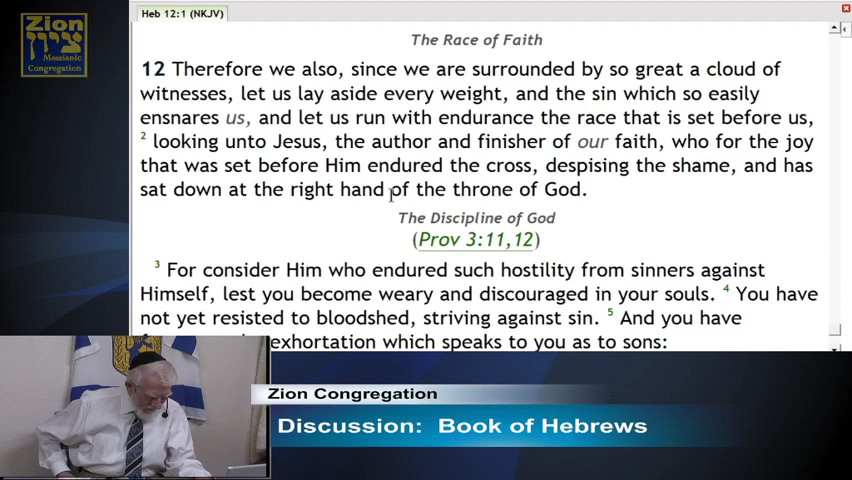 Zion
ציון
Messianic
Congregation
Heb 12:1 (NKJV)
The Race of Faith
12 Therefore we also, since we are surrounded by so great a cloud of
witnesses, let us lay aside every weight, and the sin which so easily
ensnares us, and let us run with endurance the race that is set before us,
2 looking unto Jesus, the author and finisher of our faith, who for the joy
that was set before Him endured the cross, despising the shame, and has
sat down at the right hand of the throne of God.
The Discipline of God
(Prov 3:11,12)
3 For consider Him who endured such hostility from sinners against
Himself, lest you become weary and discouraged in your souls. 4 You have
not yet resisted to bloodshed, striving against sin. 5 And you have
exhortation which speaks to you as to sons:
Zion Congregation
Discussion: Book of Hebrews